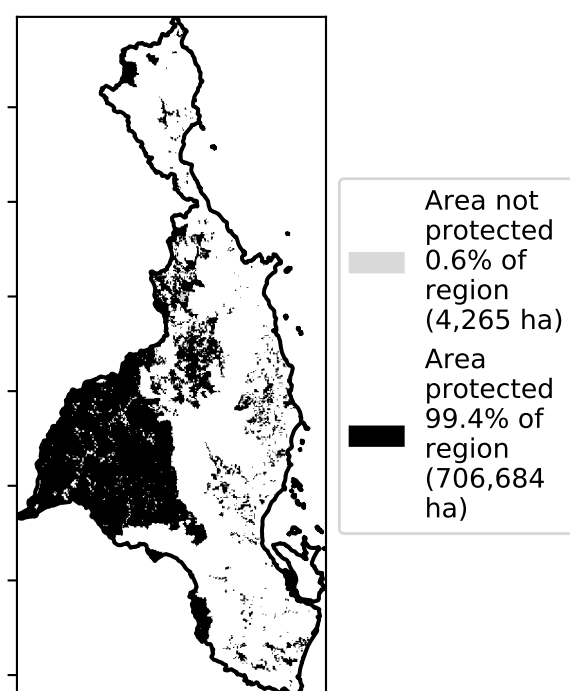 Area not
protected
0.6% of
region
(4,265 ha)
Area
protected
99.4% of
region
(706,684
ha)